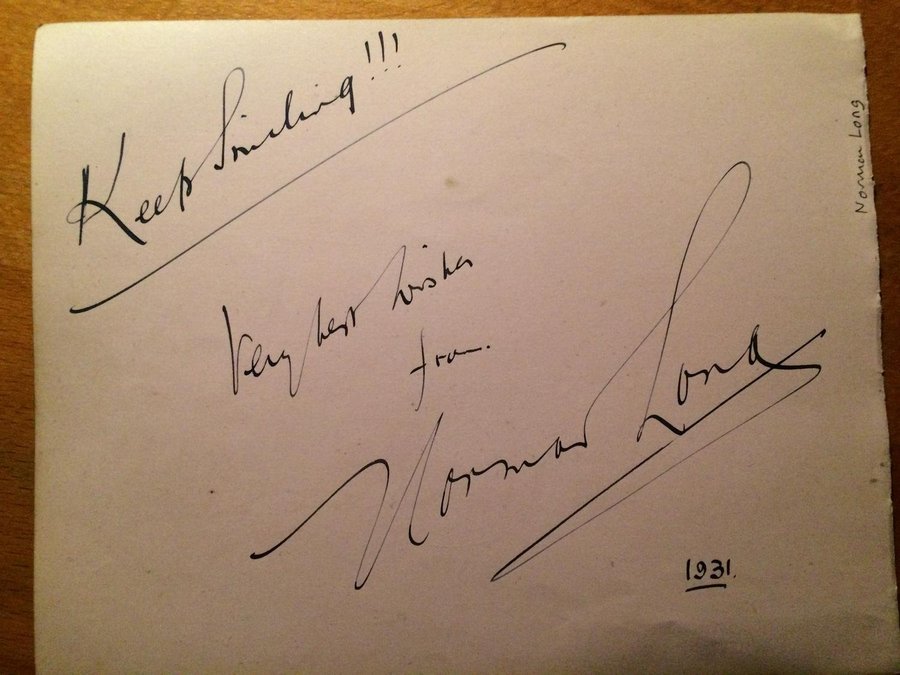 Keep Smiling!!!
Very best wishes
from.
Norman Long
1931.
Norman Long